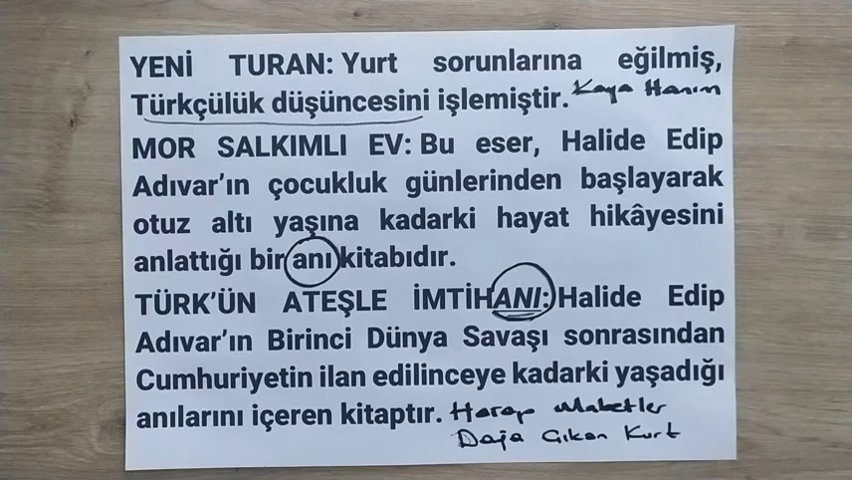 YENİ TURAN: Yurt sorunlarına eğilmiş,
Türkçülük düşüncesini işlemiştir. Kaya Hanım
MOR SALKIMLI EV: Bu eser, Halide Edip
Adıvar'ın çocukluk günlerinden başlayarak
otuz altı yaşına kadarki hayat hikâyesini
anlattığı bir anı kitabıdır.
TÜRK'ÜN ATEŞLE İMTİHANI: Halide Edip
Adıvar'ın Birinci Dünya Savaşı sonrasından
Cumhuriyetin ilan edilinceye kadarki yaşadığı
anılarını içeren kitaptır. Harap Mabetler
Dağa Çıkan Kurt